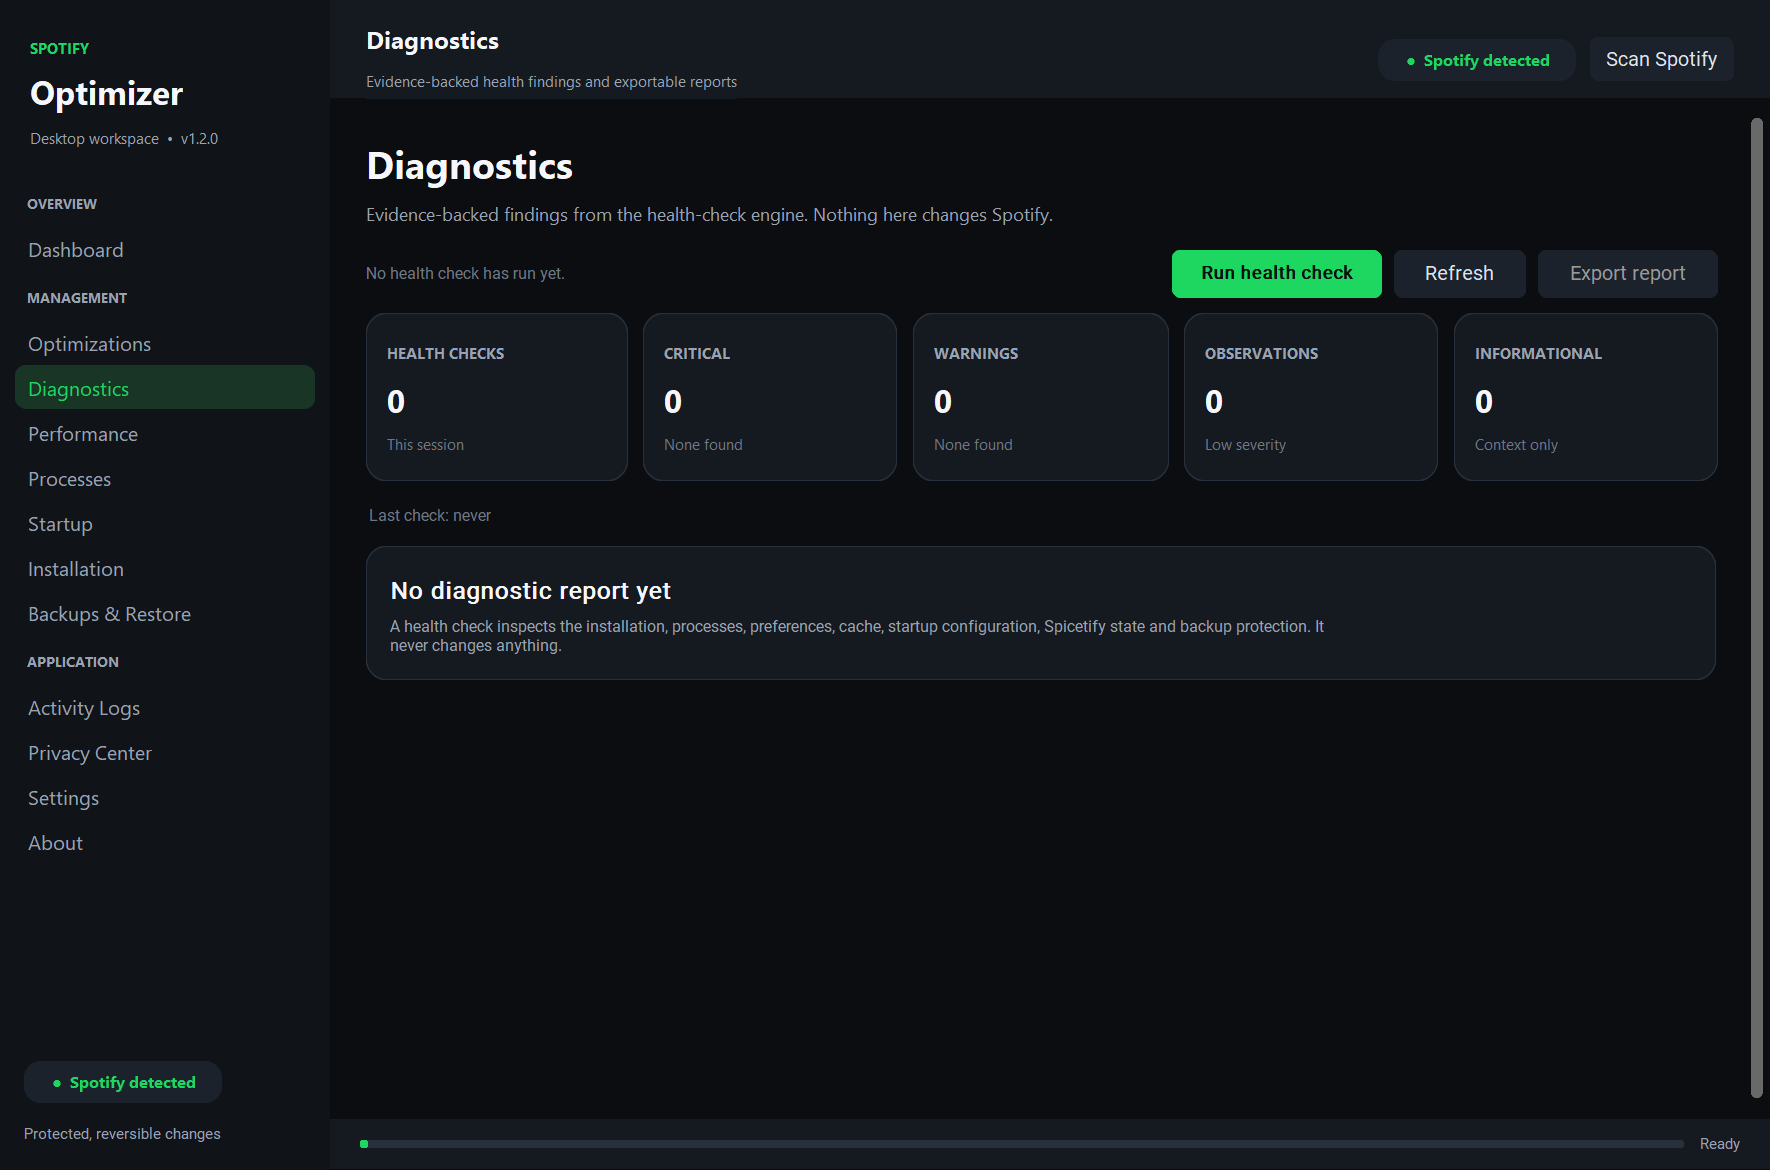 SPOTIFY
Optimizer
Desktop workspace • v1.2.0
OVERVIEW
Dashboard
MANAGEMENT
Optimizations
Diagnostics
Performance
Processes
Startup
Installation
Backups & Restore
APPLICATION
Activity Logs
Privacy Center
Settings
About
● Spotify detected
Protected, reversible changes
Diagnostics
Evidence-backed health findings and exportable reports
● Spotify detected
Scan Spotify
Diagnostics
Evidence-backed findings from the health-check engine. Nothing here changes Spotify.
No health check has run yet.
Run health check
Refresh
Export report
HEALTH CHECKS
0
This session
CRITICAL
0
None found
WARNINGS
0
None found
OBSERVATIONS
0
Low severity
INFORMATIONAL
0
Context only
Last check: never
No diagnostic report yet
A health check inspects the installation, processes, preferences, cache, startup configuration, Spicetify state and backup protection. It
never changes anything.
Ready